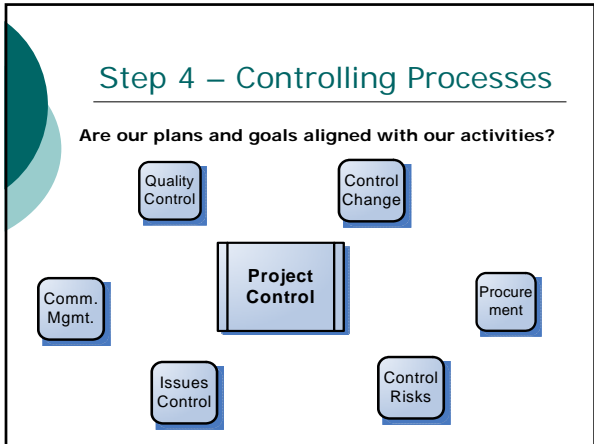 Step 4 – Controlling Processes
Are our plans and goals aligned with our activities?
Quality
Control
Control
Change
Project
Control
Comm.
Mgmt.
Procure
ment
Issues
Control
Control
Risks